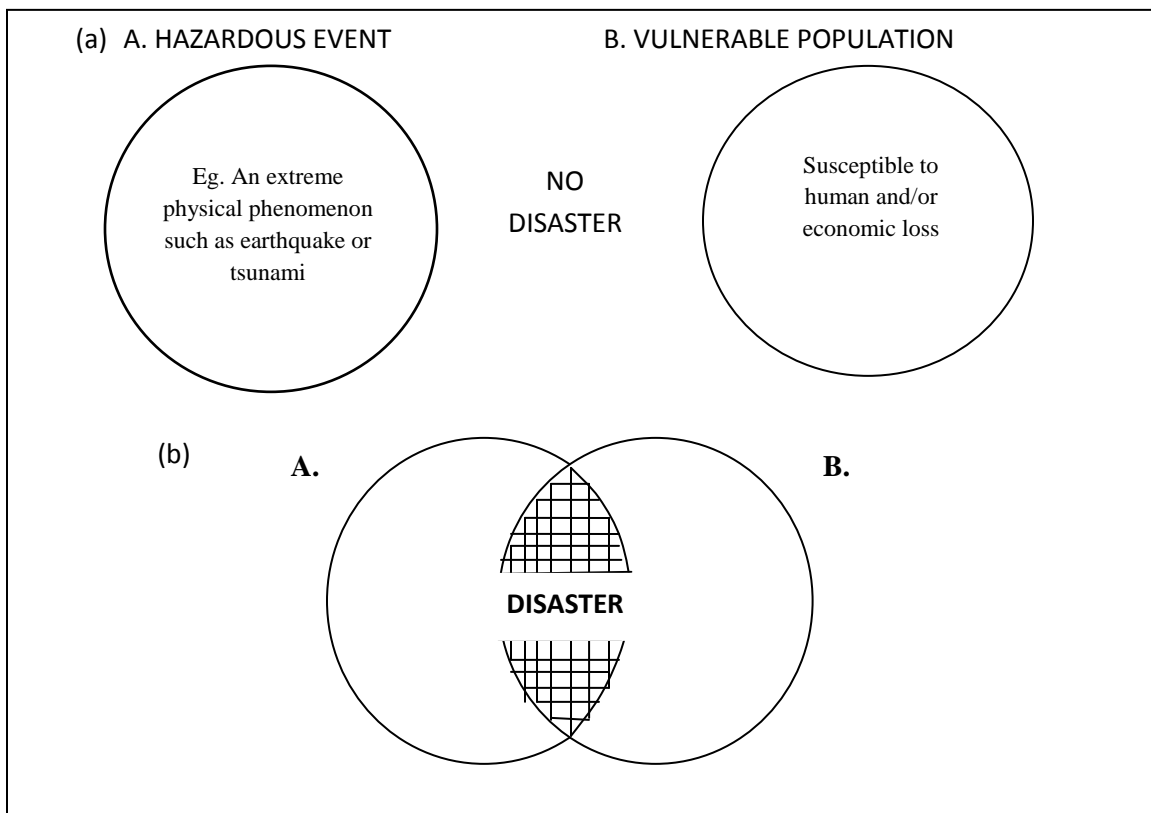 (a) A. HAZARDOUS EVENT
B. VULNERABLE POPULATION
Eg. An extreme
physical phenomenon
such as earthquake or
tsunami
NO
DISASTER
Susceptible to
human and/or
economic loss
(b)
A.
B.
DISASTER